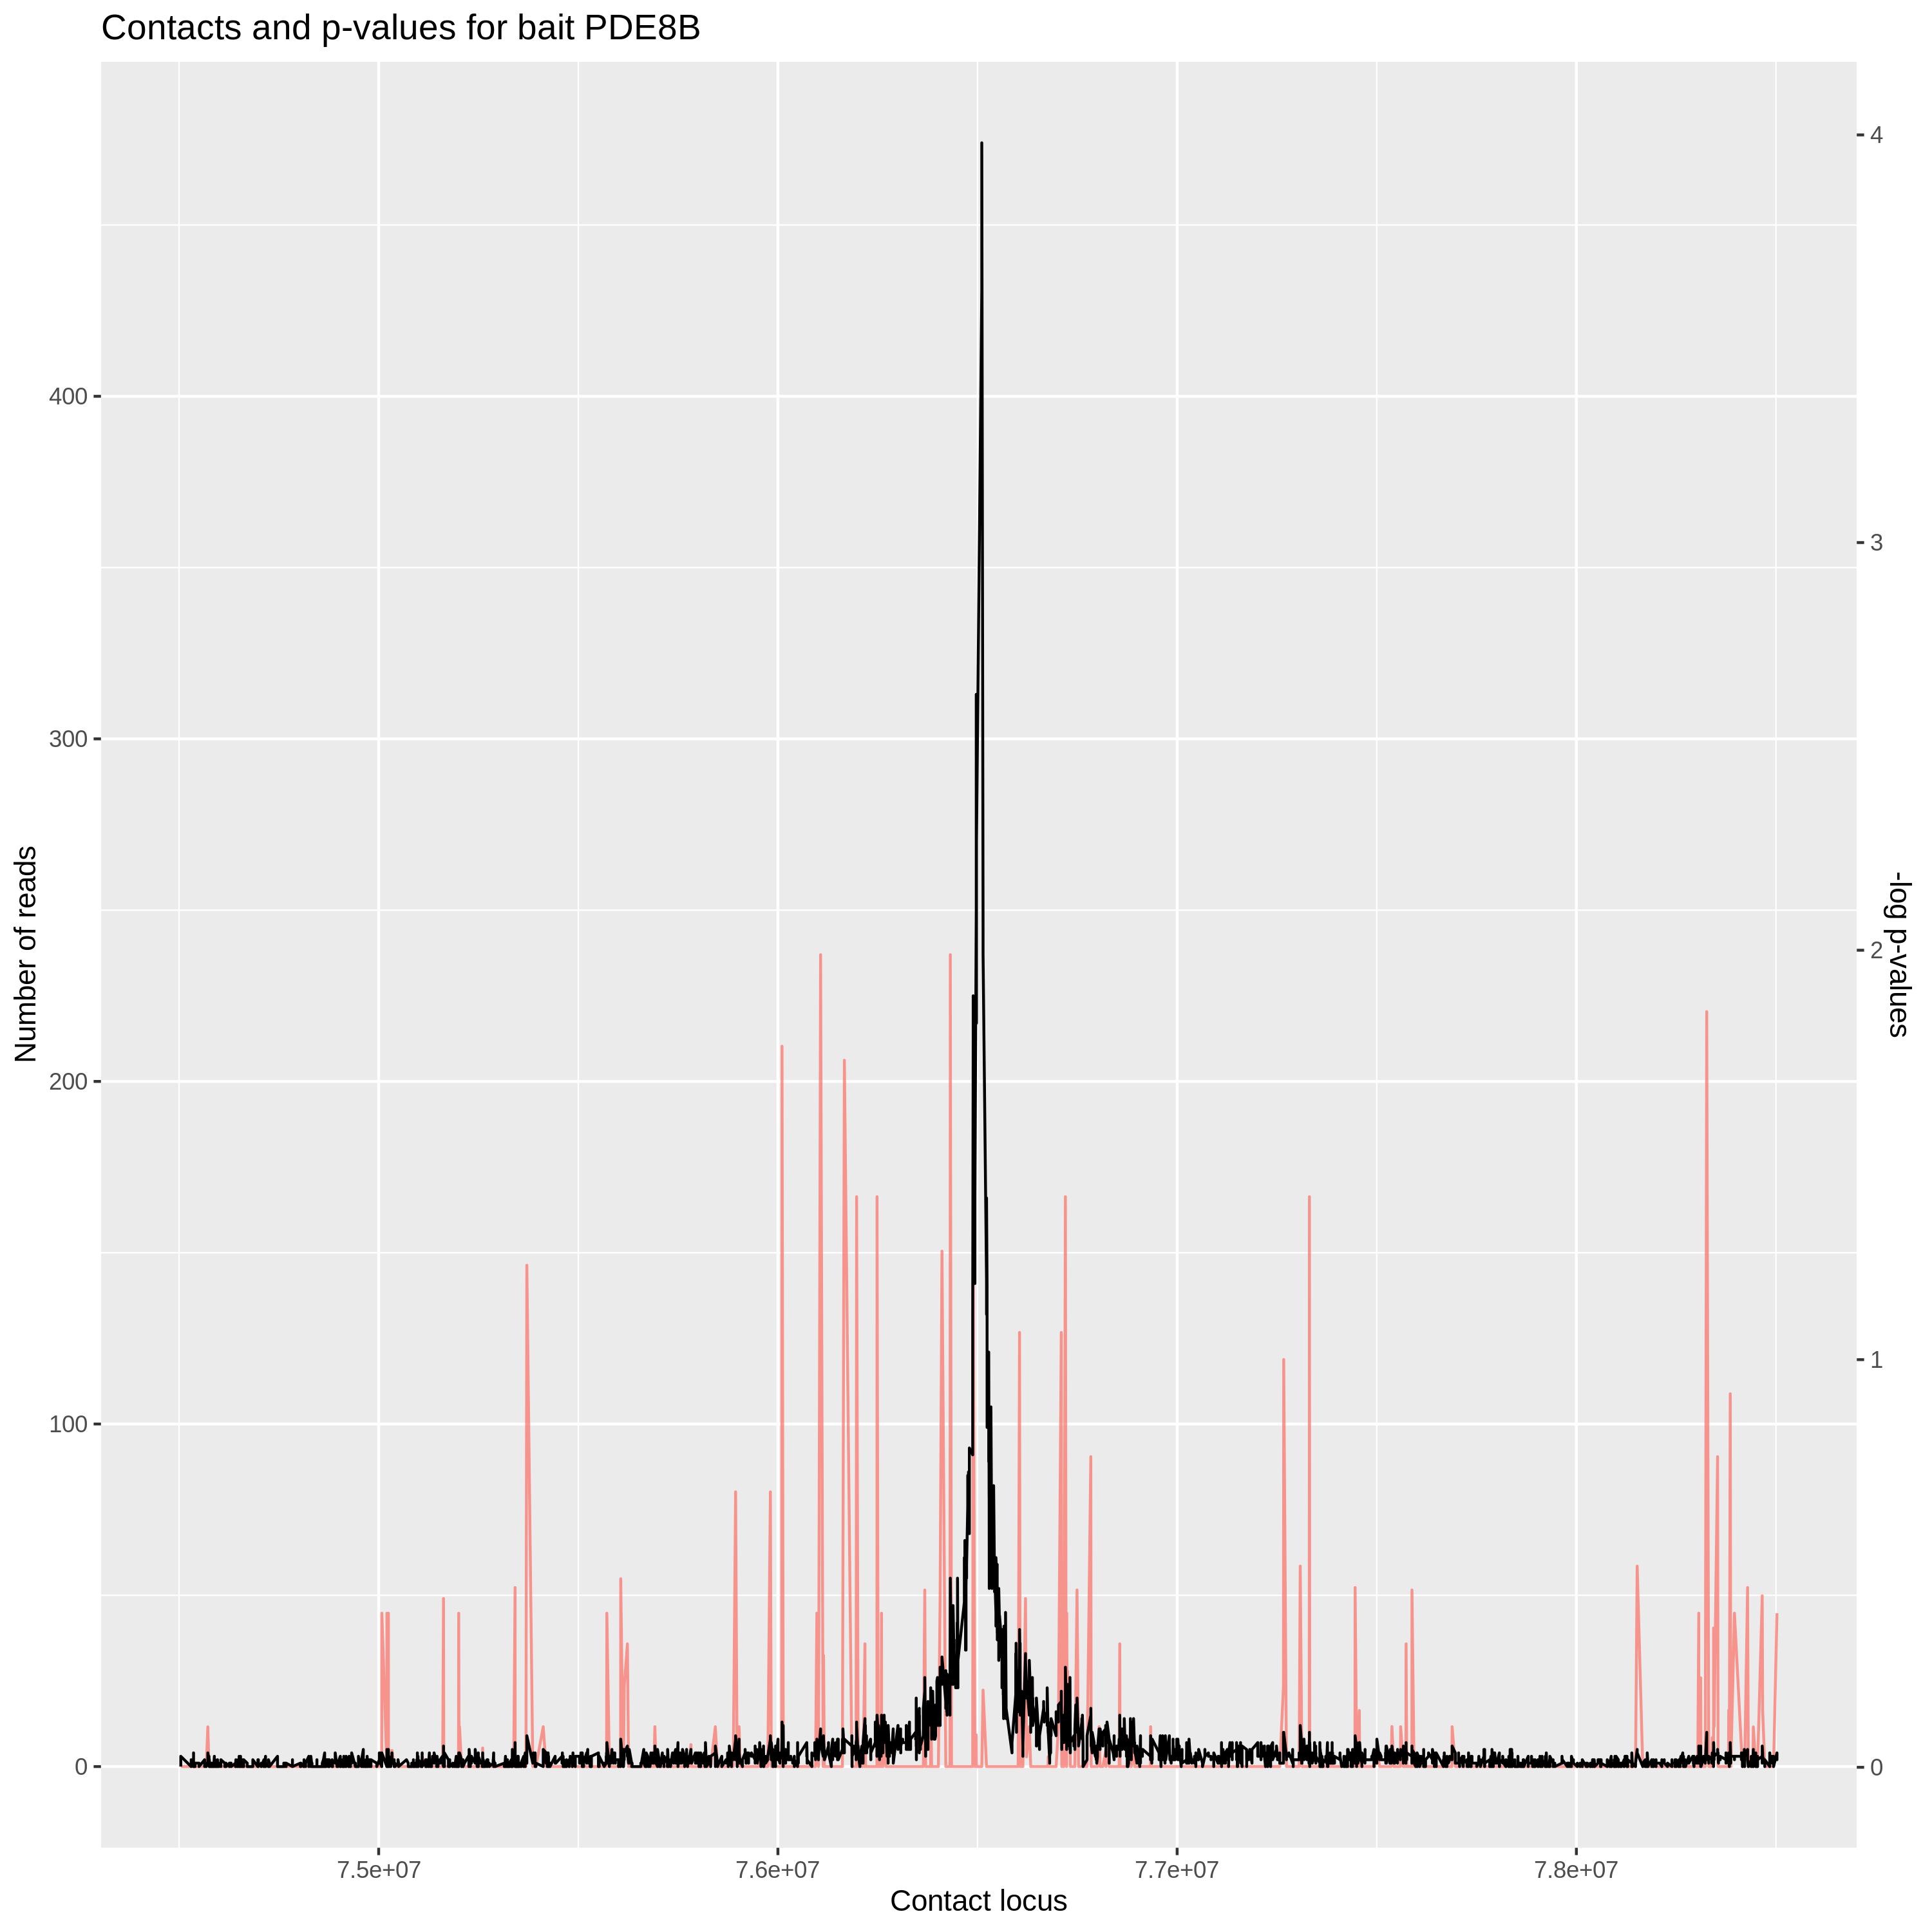 Contacts and p-values for bait PDE8B
Number of reads
400
300
200
100
0
4
3
2
1
0
-log p-values
7.5e+07 7.6e+07 7.7e+07 7.8e+07
Contact locus